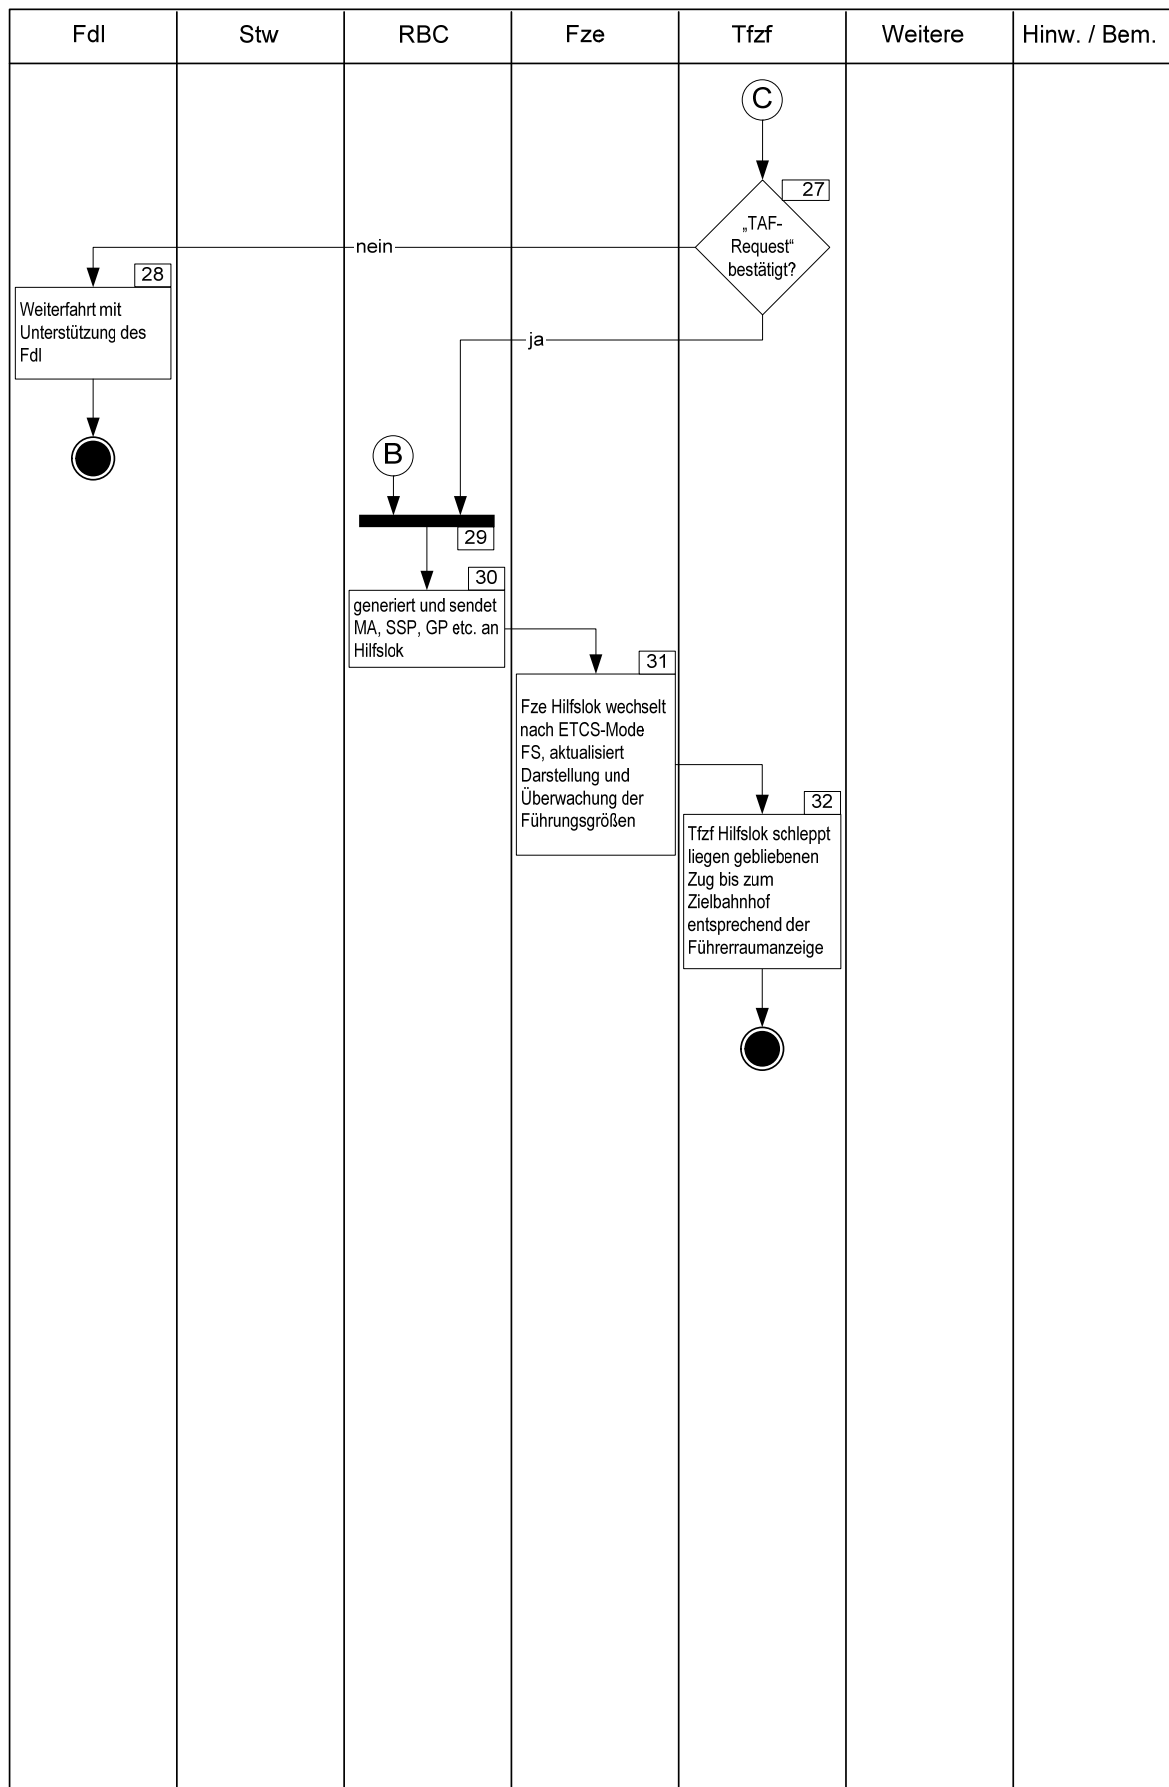 Fdl
Stw
RBC
Fze
Tfzf
Weitere
Hinw. / Bem.
C
27
„TAF-
Request“
bestätigt?
nein
28
Weiterfahrt mit
Unterstützung des
Fdl
ja
B
29
30
generiert und sendet
MA, SSP, GP etc. an
Hilfslok
31
Fze Hilfslok wechselt
nach ETCS-Mode
FS, aktualisiert
Darstellung und
Überwachung der
Führungsgrößen
32
Tfzf Hilfslok schleppt
liegen gebliebenen
Zug bis zum
Zielbahnhof
entsprechend der
Führerraumanzeige